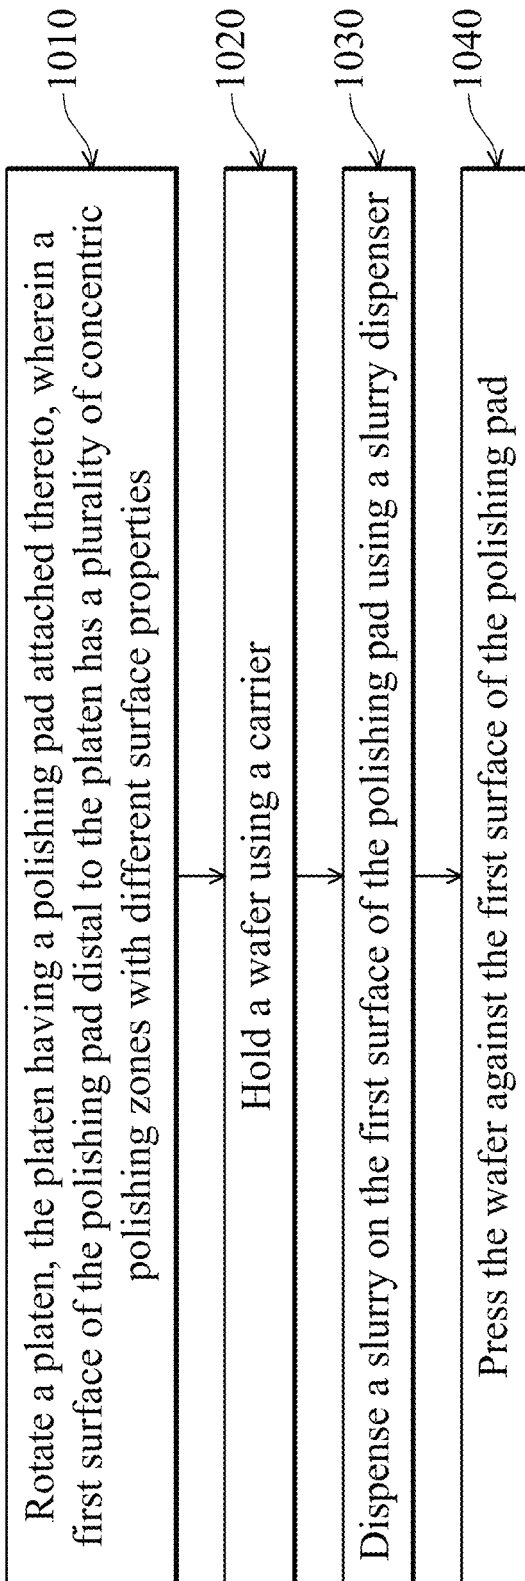 Rotate a platen, the platen having a polishing pad attached thereto, wherein a
first surface of the polishing pad distal to the platen has a plurality of concentric
polishing zones with different surface properties
1010
Hold a wafer using a carrier
1020
Dispense a slurry on the first surface of the polishing pad using a slurry dispenser
1030
Press the wafer against the first surface of the polishing pad
1040